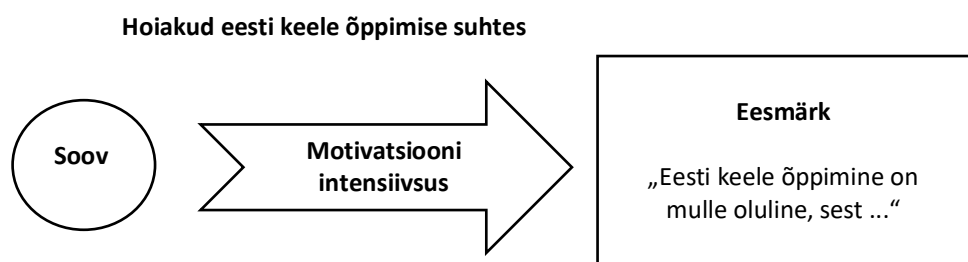 Hoiakud eesti keele õppimise suhtes
Soov
Motivatsiooni
intensiivsus
Eesmärk
„Eesti keele õppimine on
mulle oluline, sest ...“